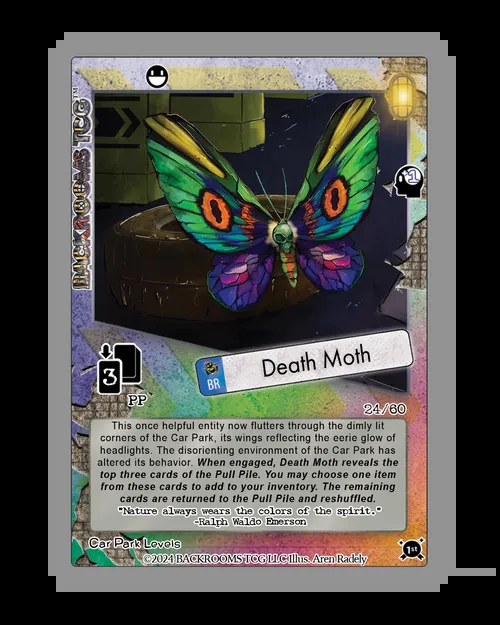 BACKROOMS TCG™
+1
3
PP
BR
Death Moth
24/60
This once helpful entity now flutters through the dimly lit
corners of the Car Park, its wings reflecting the eerie glow of
headlights. The disorienting environment of the Car Park has
altered its behavior. When engaged, Death Moth reveals the
top three cards of the Pull Pile. You may choose one item
from these cards to add to your inventory. The remaining
cards are returned to the Pull Pile and reshuffled.
"Nature always wears the colors of the spirit."
-Ralph Waldo Emerson
Car Park Levels
1st
©2024 BACKROOMS TCG LLC Illus. Aren Radely